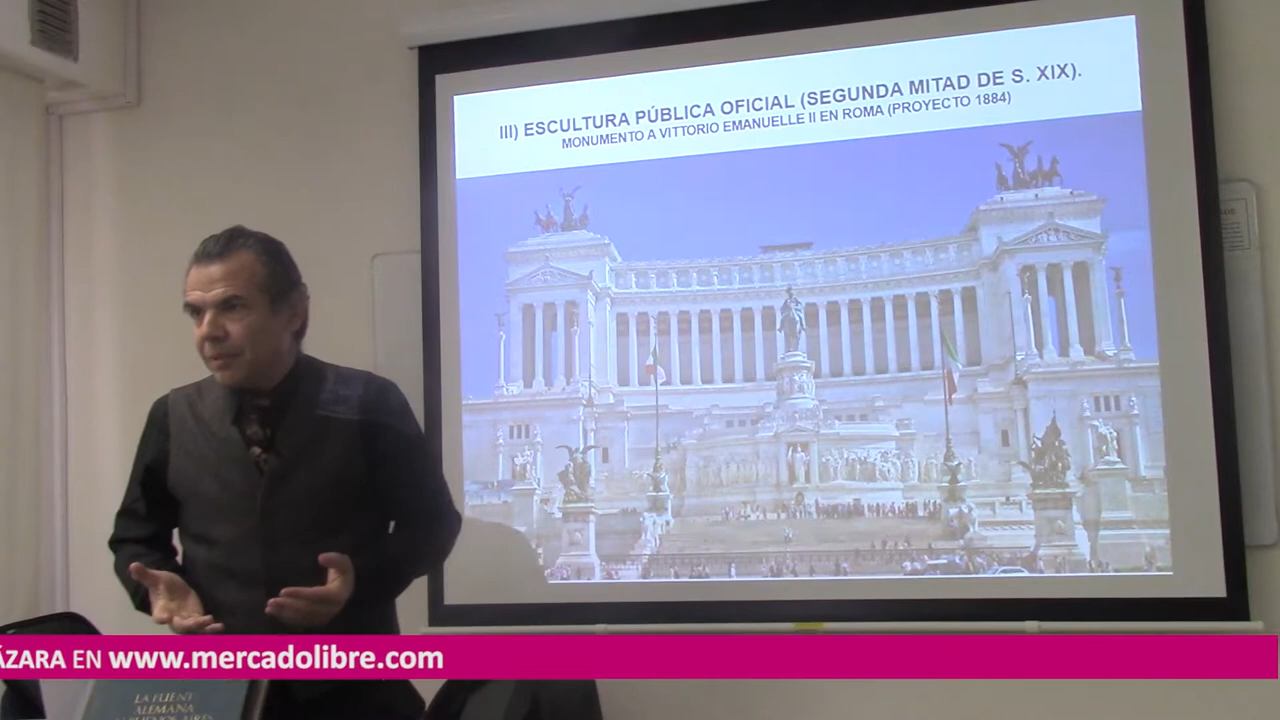 III) ESCULTURA PÚBLICA OFICIAL (SEGUNDA MITAD DE S. XIX).
MONUMENTO A VITTORIO EMANUELLE II EN ROMA (PROYECTO 1884)
ÁZARA EN www.mercadolibre.com
LA FUENT
ALEMANA